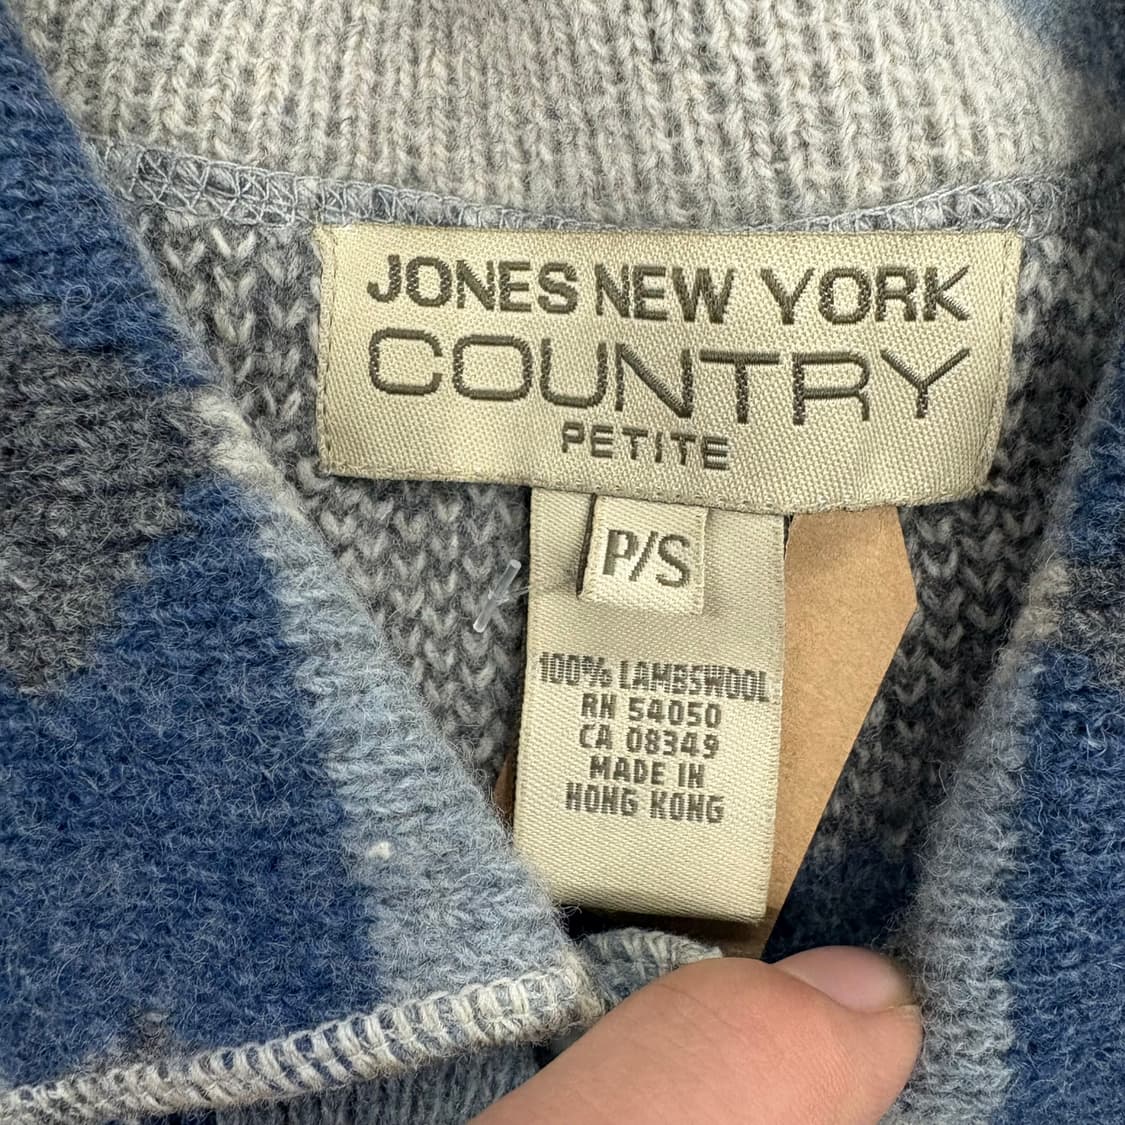 JONES NEW YORK
COUNTRY
PETITE
P/S
100% LAMBSWOOL
RN 54050
CA 08349
MADE IN
HONG KONG